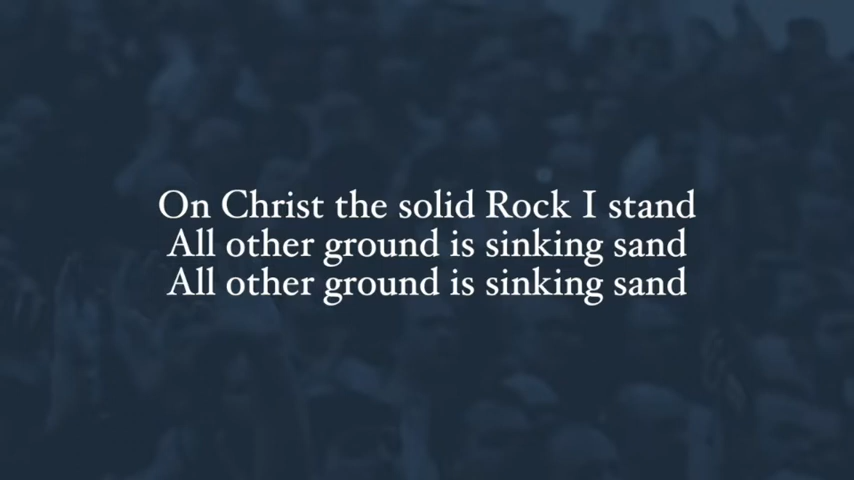 On Christ the solid Rock I stand
All other ground is sinking sand
All other ground is sinking sand